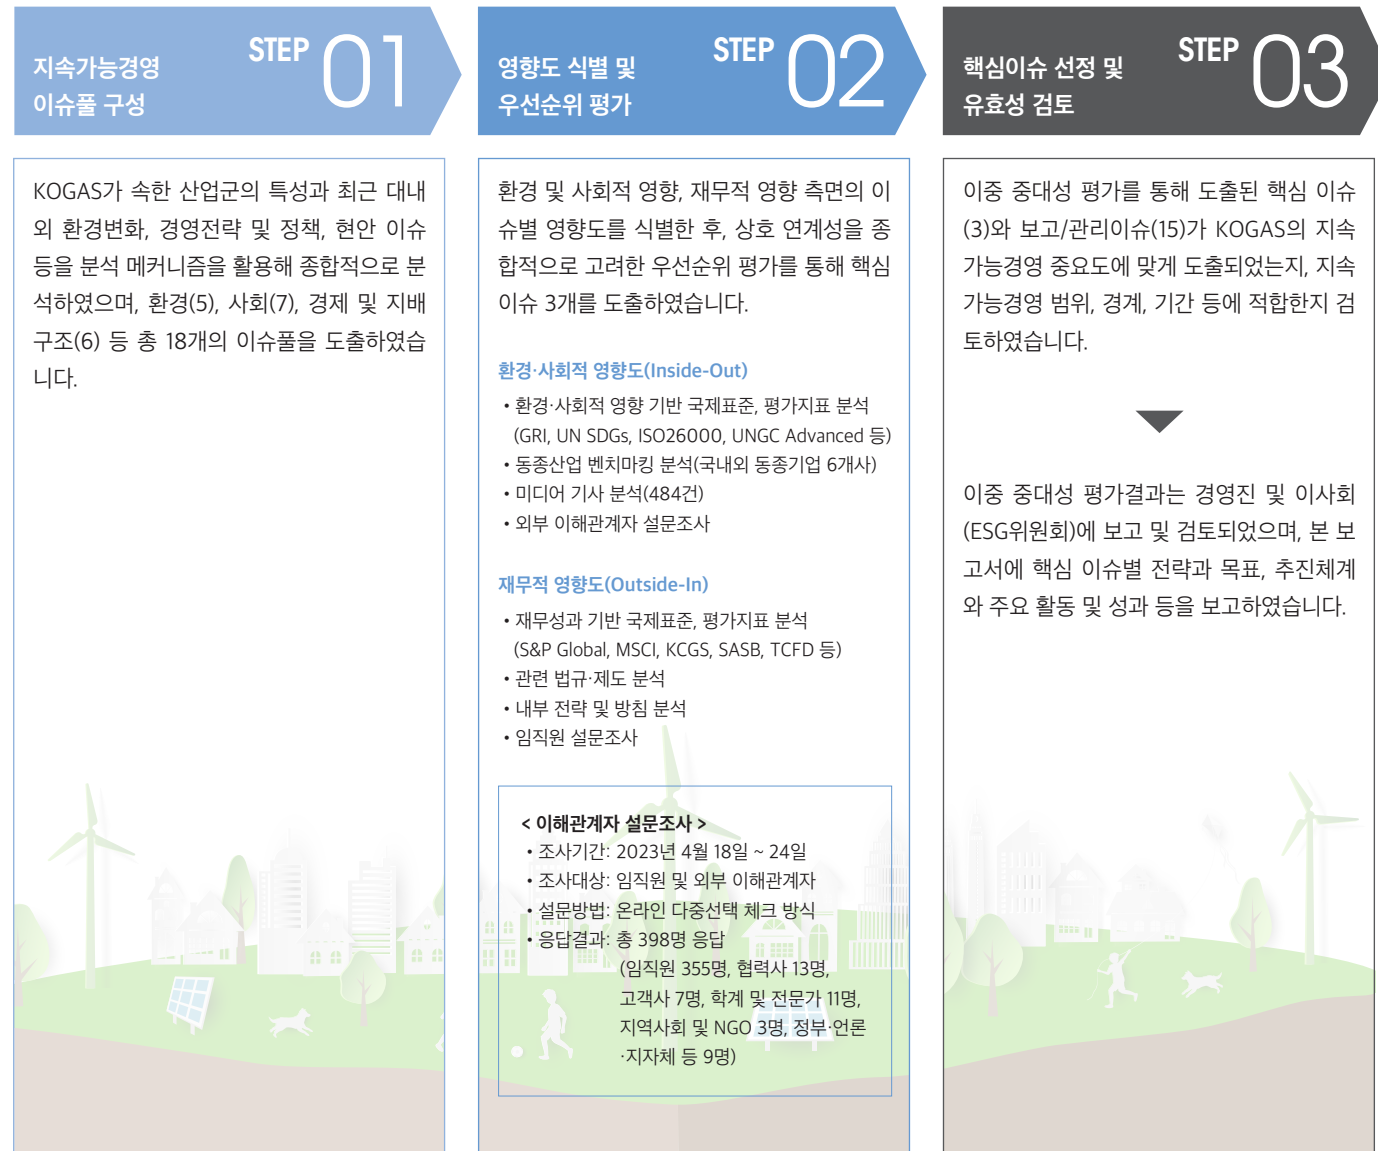 지속가능경영
이슈풀 구성
STEP 01
KOGAS가 속한 산업군의 특성과 최근 대내
외 환경변화, 경영전략 및 정책, 현안 이슈
등을 분석 메커니즘을 활용해 종합적으로 분
석하였으며, 환경(5), 사회(7), 경제 및 지배
구조(6) 등 총 18개의 이슈풀을 도출하였습
니다.
영향도 식별 및
우선순위 평가
STEP 02
환경 및 사회적 영향, 재무적 영향 측면의 이
슈별 영향도를 식별한 후, 상호 연계성을 종
합적으로 고려한 우선순위 평가를 통해 핵심
이슈 3개를 도출하였습니다.
환경·사회적 영향도(Inside-Out)
• 환경·사회적 영향 기반 국제표준, 평가지표 분석
(GRI, UN SDGs, ISO26000, UNGC Advanced 등)
• 동종산업 벤치마킹 분석(국내외 동종기업 6개사)
• 미디어 기사 분석(484건)
• 외부 이해관계자 설문조사
재무적 영향도(Outside-In)
• 재무성과 기반 국제표준, 평가지표 분석
(S&P Global, MSCI, KCGS, SASB, TCFD 등)
• 관련 법규·제도 분석
• 내부 전략 및 방침 분석
• 임직원 설문조사
< 이해관계자 설문조사 >
• 조사기간: 2023년 4월 18일 ~ 24일
• 조사대상: 임직원 및 외부 이해관계자
• 설문방법: 온라인 다중선택 체크 방식
• 응답결과: 총 398명 응답
(임직원 355명, 협력사 13명,
고객사 7명, 학계 및 전문가 11명,
지역사회 및 NGO 3명, 정부·언론
·지자체 등 9명)
핵심이슈 선정 및
유효성 검토
STEP 03
이중 중대성 평가를 통해 도출된 핵심 이슈
(3)와 보고/관리이슈(15)가 KOGAS의 지속
가능경영 중요도에 맞게 도출되었는지, 지속
가능경영 범위, 경계, 기간 등에 적합한지 검
토하였습니다.
이중 중대성 평가결과는 경영진 및 이사회
(ESG위원회)에 보고 및 검토되었으며, 본 보
고서에 핵심 이슈별 전략과 목표, 추진체계
와 주요 활동 및 성과 등을 보고하였습니다.